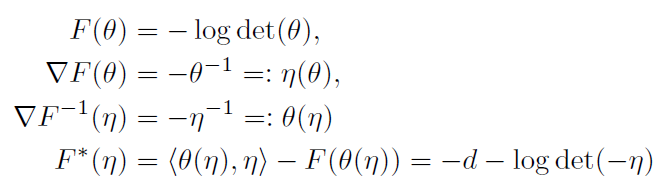 F(θ) = − log det(θ),
∇F(θ) = −θ⁻¹ =: η(θ),
∇F⁻¹(η) = −η⁻¹ =: θ(η)
F*(η) = ⟨θ(η), η⟩ − F(θ(η)) = −d − log det(−η)